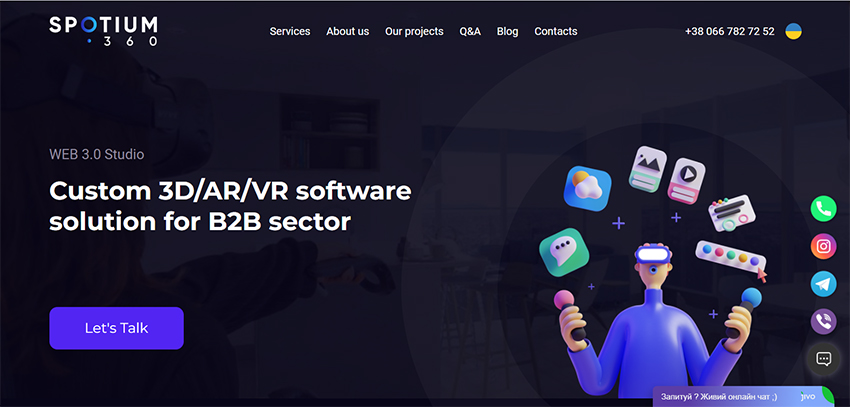 SPOTIUM
360
Services About us Our projects Q&A Blog Contacts
+38 066 782 72 52
WEB 3.0 Studio
Custom 3D/AR/VR software
solution for B2B sector
Let's Talk
Запитуй ? Живий онлайн чат ;) jivo